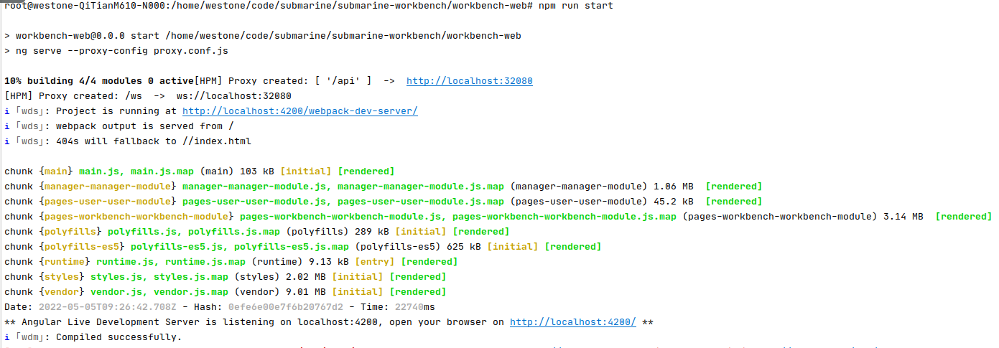 root@westone-QiTianM610-N000:/home/westone/code/submarine/submarine-workbench/workbench-web# npm run start
> workbench-web@0.0.0 start /home/westone/code/submarine/submarine-workbench/workbench-web
> ng serve --proxy-config proxy.conf.js
10% building 4/4 modules 0 active[HPM] Proxy created: [ '/api' ]  ->  http://localhost:32080
[HPM] Proxy created: /ws  ->  ws://localhost:32080
i 「wds」: Project is running at http://localhost:4200/webpack-dev-server/
i 「wds」: webpack output is served from /
i 「wds」: 404s will fallback to //index.html
chunk {main} main.js, main.js.map (main) 103 kB [initial] [rendered]
chunk {manager-manager-module} manager-manager-module.js, manager-manager-module.js.map (manager-manager-module) 1.06 MB  [rendered]
chunk {pages-user-user-module} pages-user-user-module.js, pages-user-user-module.js.map (pages-user-user-module) 45.2 kB  [rendered]
chunk {pages-workbench-workbench-module} pages-workbench-workbench-module.js, pages-workbench-workbench-module.js.map (pages-workbench-workbench-module) 3.14 MB  [rendered]
chunk {polyfills} polyfills.js, polyfills.js.map (polyfills) 289 kB [initial] [rendered]
chunk {polyfills-es5} polyfills-es5.js, polyfills-es5.js.map (polyfills-es5) 625 kB [initial] [rendered]
chunk {runtime} runtime.js, runtime.js.map (runtime) 9.13 kB [entry] [rendered]
chunk {styles} styles.js, styles.js.map (styles) 2.02 MB [initial] [rendered]
chunk {vendor} vendor.js, vendor.js.map (vendor) 9.01 MB [initial] [rendered]
Date: 2022-05-05T09:26:42.708Z - Hash: 0efe6e00e7f6b20767d2 - Time: 22740ms
** Angular Live Development Server is listening on localhost:4200, open your browser on http://localhost:4200/ **
i 「wdm」: Compiled successfully.